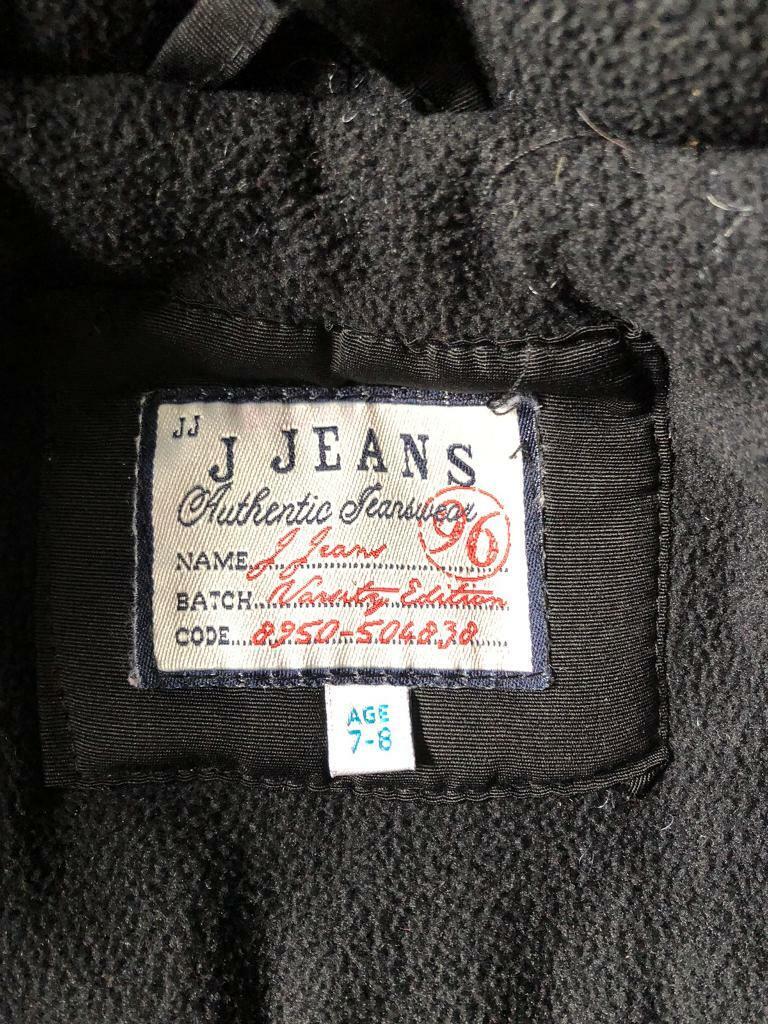 JJ
J JEANS
Authentic Jeanswear
96
NAME J Jeans
BATCH Varsity Edition
CODE 8950-504838
AGE
7-8